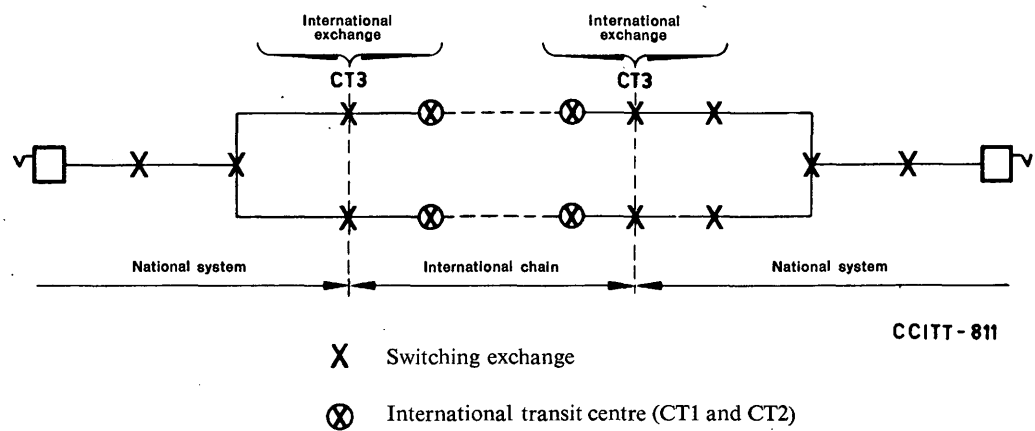 International
exchange
International
exchange
CT3
CT3
National system
International chain
National system
CCITT-811
X Switching exchange
International transit centre (CT1 and CT2)